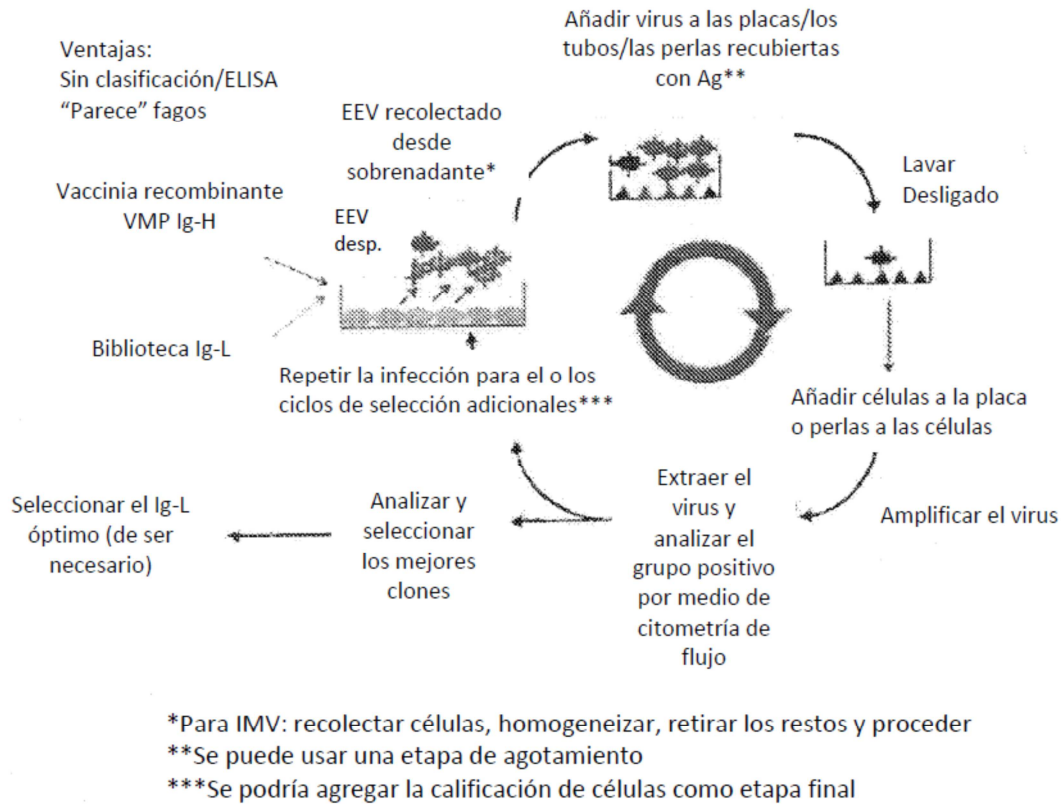 Ventajas:
Sin clasificación/ELISA
“Parece” fagos
Añadir virus a las placas/los
tubos/las perlas recubiertas
con Ag**
EEV recolectado
desde
sobrenadante*
Lavar
Desligado
Vaccinia recombinante
VMP Ig-H
EEV
desp.
Biblioteca Ig-L
Repetir la infección para el o los
ciclos de selección adicionales***
Añadir células a la placa
o perlas a las células
Amplificar el virus
Extraer el
virus y
analizar el
grupo positivo
por medio de
citometría de
flujo
Analizar y
seleccionar
los mejores
clones
Seleccionar el Ig-L
óptimo (de ser
necesario)
*Para IMV: recolectar células, homogeneizar, retirar los restos y proceder
**Se puede usar una etapa de agotamiento
***Se podría agregar la calificación de células como etapa final